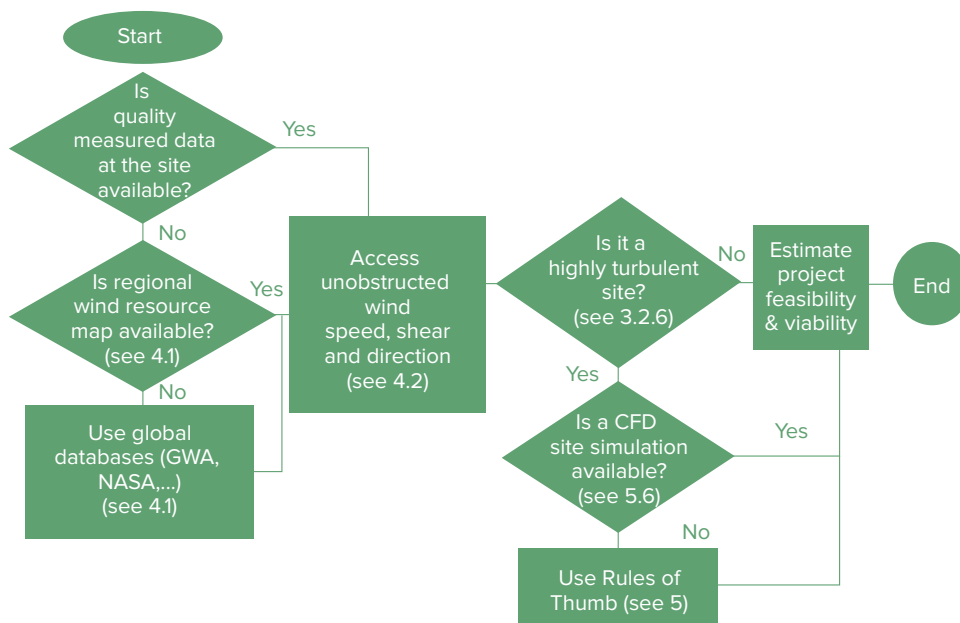 Start
Is
quality
measured data
at the site
available?
Yes
No
Is regional
wind resource
map available?
(see 4.1)
Yes
No
Use global
databases (GWA,
NASA,...)
(see 4.1)
Access
unobstructed
wind
speed, shear
and direction
(see 4.2)
Is it a
highly turbulent
site?
(see 3.2.6)
No
Yes
Is a CFD
site simulation
available?
(see 5.6)
Yes
No
Use Rules of
Thumb (see 5)
Estimate
project
feasibility
& viability
End